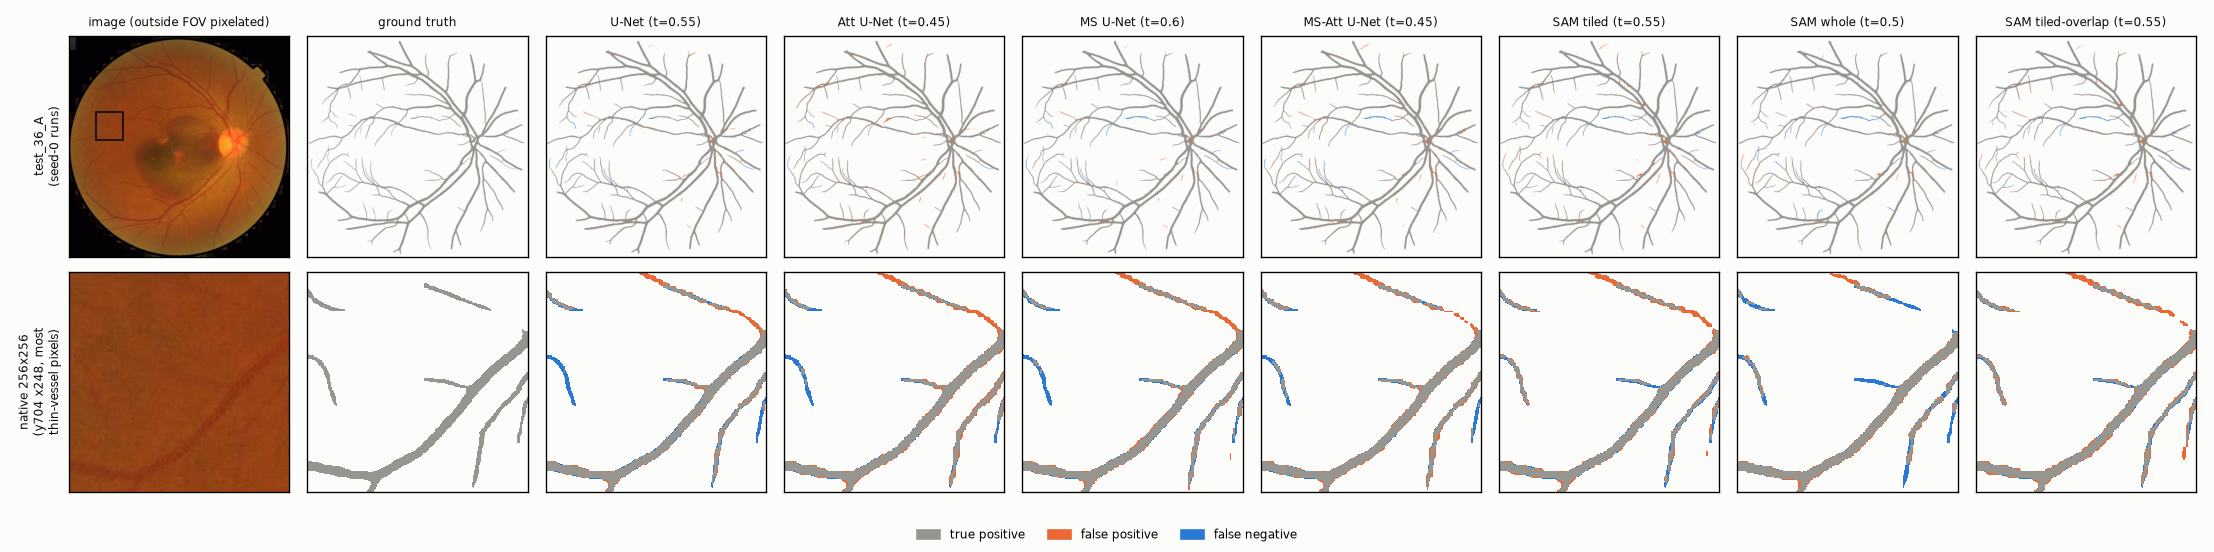 image (outside FOV pixelated)
ground truth
U-Net (t=0.55)
Att U-Net (t=0.45)
MS U-Net (t=0.6)
MS-Att U-Net (t=0.45)
SAM tiled (t=0.55)
SAM whole (t=0.5)
SAM tiled-overlap (t=0.55)
test_36_A
(seed-0 runs)
native 256x256
(y704 x248, most
thin-vessel pixels)
true positive
false positive
false negative